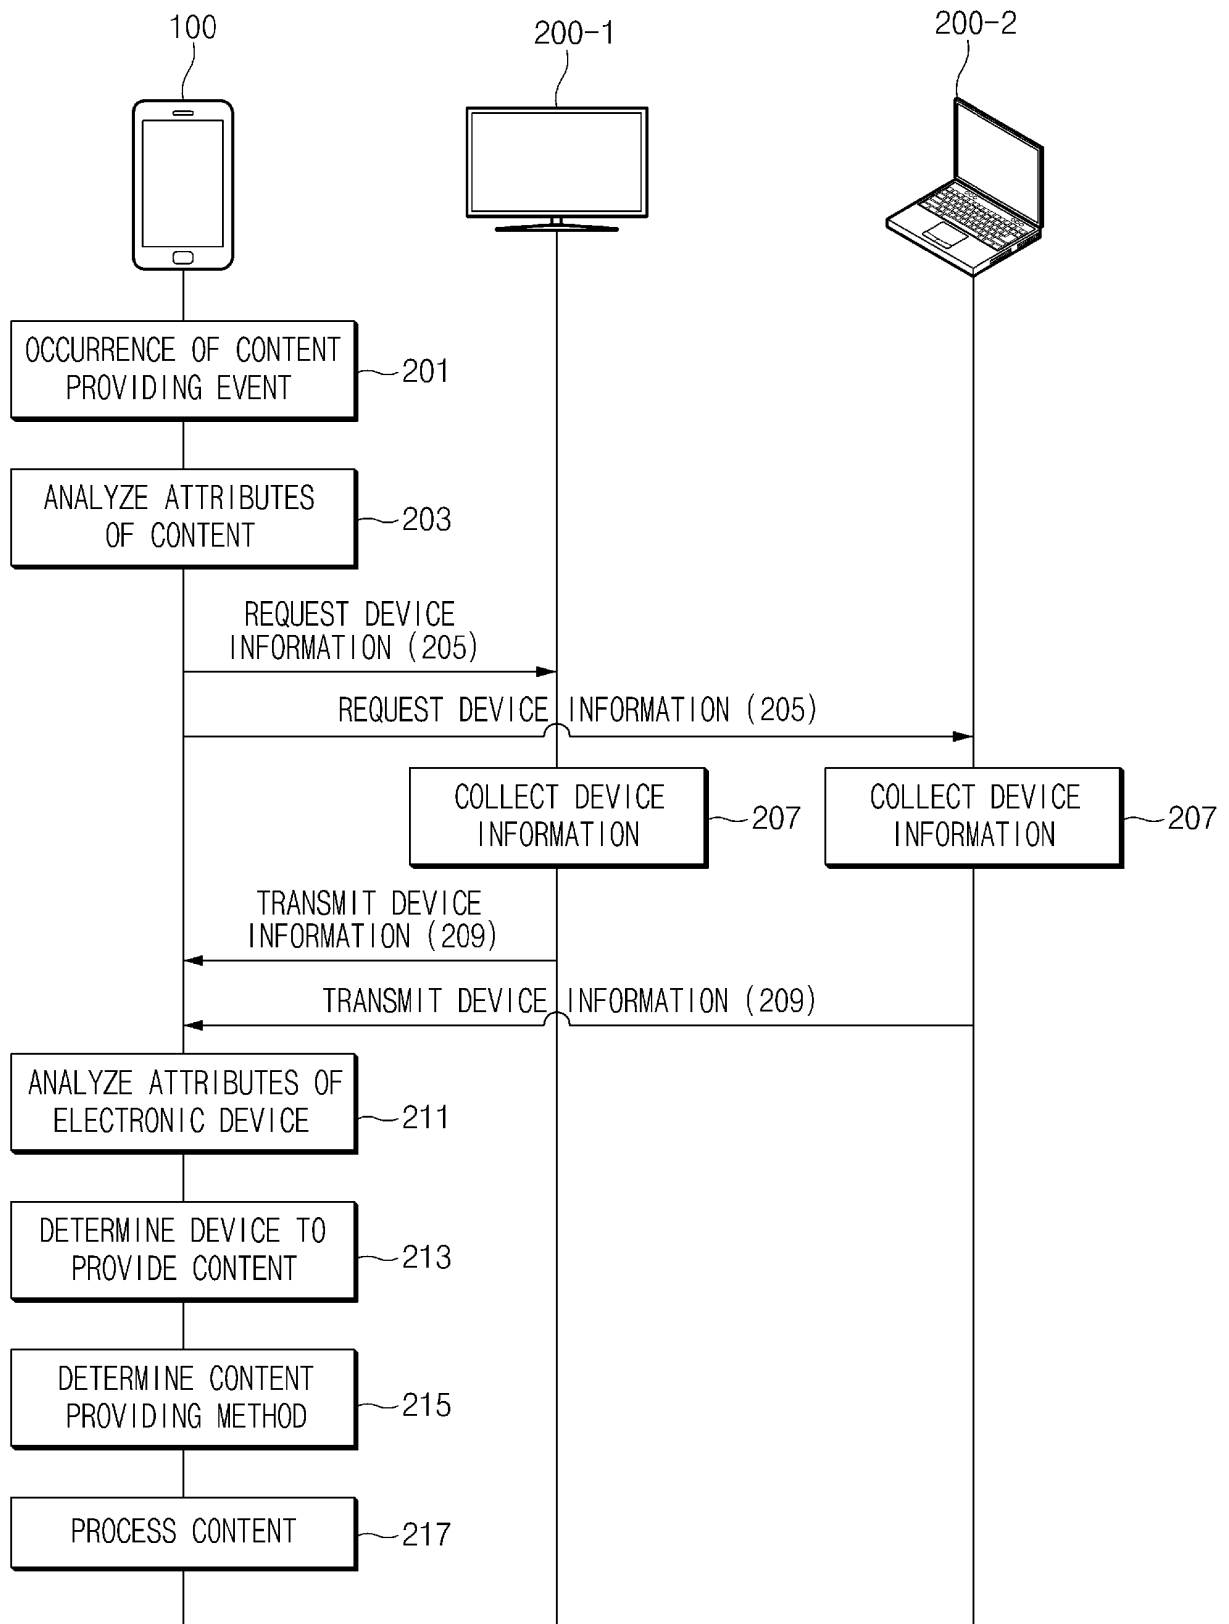 100
200-1
200-2
OCCURRENCE OF CONTENT
PROVIDING EVENT
201
ANALYZE ATTRIBUTES
OF CONTENT
203
REQUEST DEVICE
INFORMATION (205)
REQUEST DEVICE INFORMATION (205)
COLLECT DEVICE
INFORMATION
207
COLLECT DEVICE
INFORMATION
207
TRANSMIT DEVICE
INFORMATION (209)
TRANSMIT DEVICE INFORMATION (209)
ANALYZE ATTRIBUTES OF
ELECTRONIC DEVICE
211
DETERMINE DEVICE TO
PROVIDE CONTENT
213
DETERMINE CONTENT
PROVIDING METHOD
215
PROCESS CONTENT
217